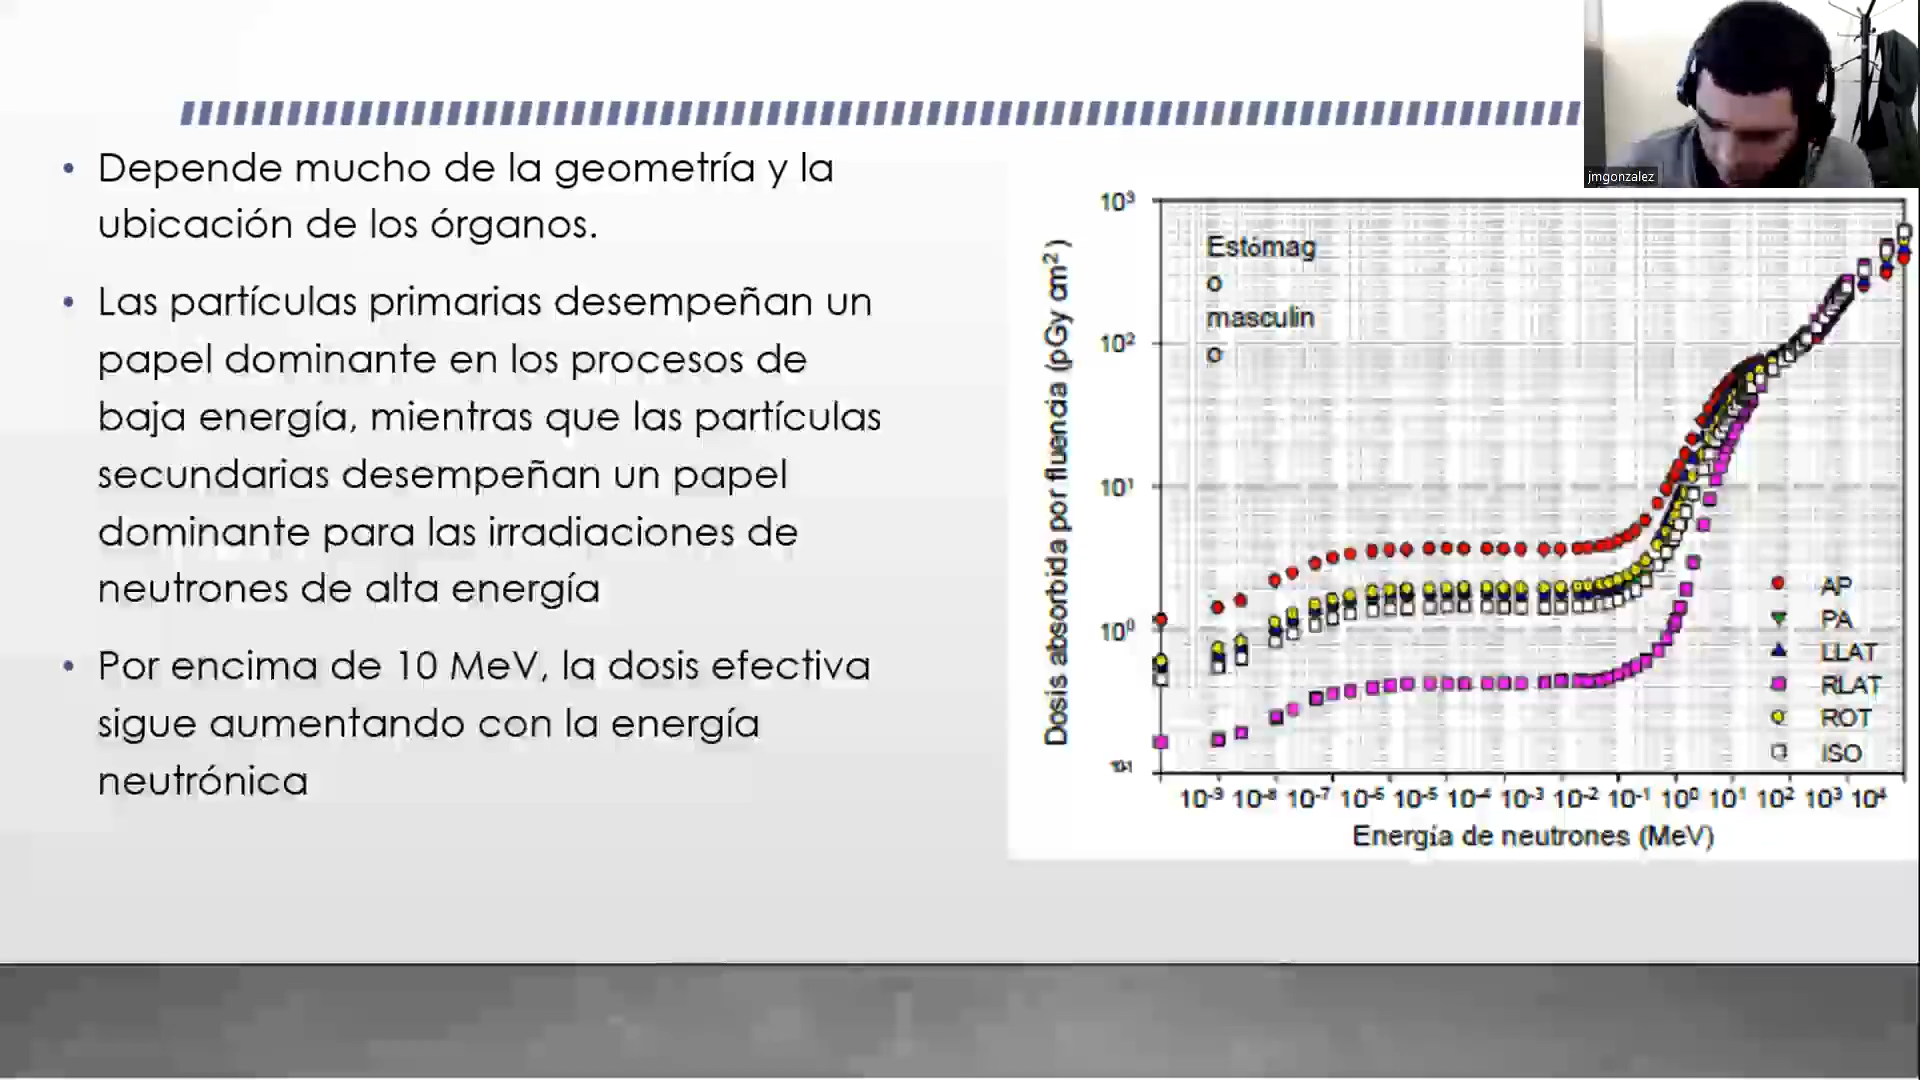 jmgonzalez
• Depende mucho de la geometría y la
ubicación de los órganos.
• Las partículas primarias desempeñan un
papel dominante en los procesos de
baja energía, mientras que las partículas
secundarias desempeñan un papel
dominante para las irradiaciones de
neutrones de alta energía
• Por encima de 10 MeV, la dosis efectiva
sigue aumentando con la energía
neutrónica
Dosis absorbida por fluencia (pGy cm²)
10³
10²
10¹
10⁰
10⁻¹
Estómag
o
masculin
o
AP
PA
LLAT
RLAT
ROT
ISO
10⁻⁹ 10⁻⁸ 10⁻⁷ 10⁻⁶ 10⁻⁵ 10⁻⁴ 10⁻³ 10⁻² 10⁻¹ 10⁰ 10¹ 10² 10³ 10⁴
Energía de neutrones (MeV)